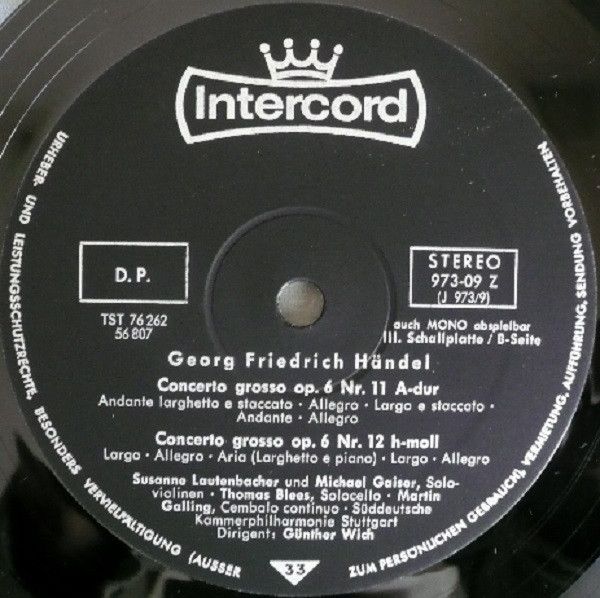 Intercord
D. P.
STEREO
973-09 Z
(J 973/9)
TST 76 262
56 807
auch MONO abspielbar
III. Schallplatte / B-Seite
Georg Friedrich Händel
Concerto grosso op. 6 Nr. 11 A-dur
Andante larghetto e staccato · Allegro · Largo e staccato ·
Andante · Allegro
Concerto grosso op. 6 Nr. 12 h-moll
Largo · Allegro · Aria (Larghetto e piano) · Largo · Allegro
Susanne Lautenbacher und Michael Gaiser, Solo-
violinen · Thomas Blees, Solocello · Martin
Galling, Cembalo continuo · Süddeutsche
Kammerphilharmonie Stuttgart
Dirigent: Günther Wich
33
URHEBER- UND LEISTUNGSSCHUTZRECHTE, BESONDERS VERVIELFÄLTIGUNG (AUSSER ZUM PERSÖNLICHEN GEBRAUCH), VERMIETUNG, AUFFÜHRUNG, SENDUNG VORBEHALTEN